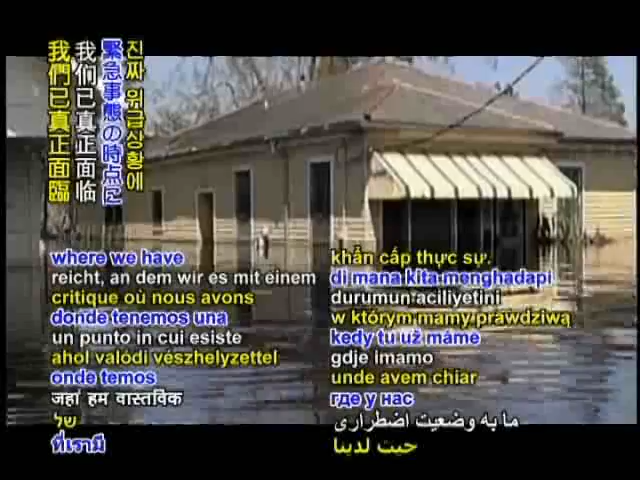 我們已真正面臨
我们已真正面临
緊急事態の時点に
진짜 위급상황에
where we have
reicht, an dem wir es mit einem
critique où nous avons
donde tenemos una
un punto in cui esiste
ahol valódi vészhelyzettel
onde temos
जहां हम वास्तविक
של
ที่เรามี
khẩn cấp thực sự.
di mana kita menghadapi
durumun aciliyetini
w którym mamy prawdziwą
kedy tu už máme
gdje imamo
unde avem chiar
где у нас
ما به وضعیت اضطراری
حيث لدينا